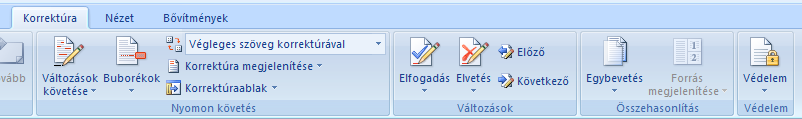 Korrektúra Nézet Bővítmények
Végleges szöveg korrektúrával
Korrektúra megjelenítése
Korrektúraablak
Változások
követése
Buborékok
Nyomon követés
Elfogadás
Elvetés
Előző
Következő
Változások
Egybevetés
Forrás
megjelenítése
Összehasonlítás
Védelem
Védelem